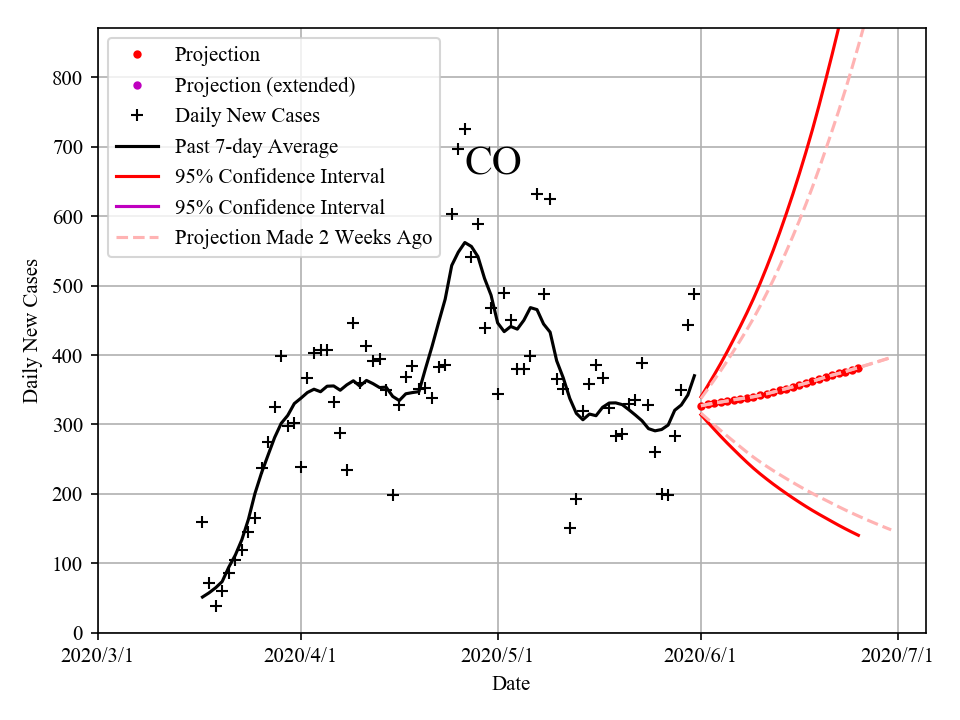 Projection
Projection (extended)
Daily New Cases
Past 7-day Average
95% Confidence Interval
95% Confidence Interval
Projection Made 2 Weeks Ago
CO
800
700
600
500
400
300
200
100
0
Daily New Cases
2020/3/1 2020/4/1 2020/5/1 2020/6/1 2020/7/1
Date